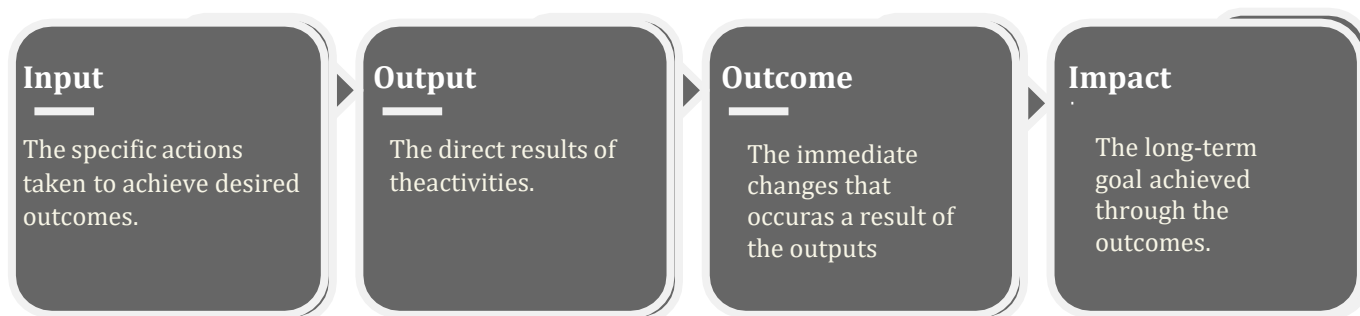 Input
The specific actions
taken to achieve desired
outcomes.
Output
The direct results of
theactivities.
Outcome
The immediate
changes that
occuras a result of
the outputs
Impact
The long-term
goal achieved
through the
outcomes.